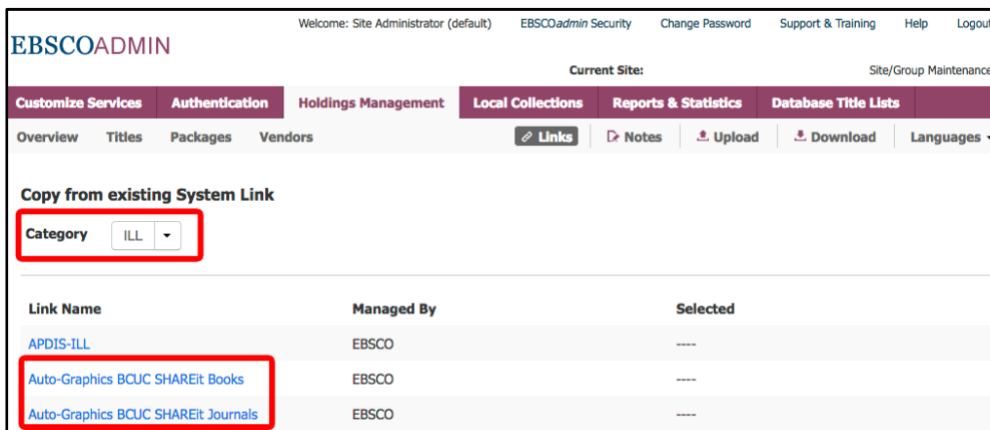 Welcome: Site Administrator (default) EBSCOadmin Security Change Password Support & Training Help Logout
EBSCOADMIN
Current Site: Site/Group Maintenance
Customize Services Authentication Holdings Management Local Collections Reports & Statistics Database Title Lists
Overview Titles Packages Vendors Links Notes Upload Download Languages
Copy from existing System Link
Category ILL
Link Name Managed By Selected
APDIS-ILL EBSCO ----
Auto-Graphics BCUC SHAREit Books EBSCO ----
Auto-Graphics BCUC SHAREit Journals EBSCO ----